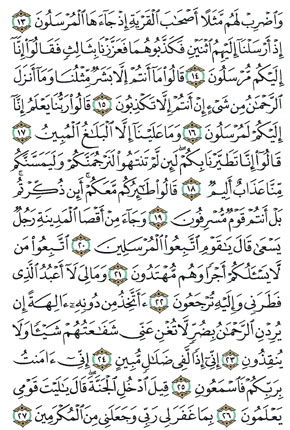 وَٱضْرِبْ لَهُم مَّثَلًا أَصْحَٰبَ ٱلْقَرْيَةِ إِذْ جَآءَهَا ٱلْمُرْسَلُونَ ١٣
إِذْ أَرْسَلْنَآ إِلَيْهِمُ ٱثْنَيْنِ فَكَذَّبُوهُمَا فَعَزَّزْنَا بِثَالِثٍ فَقَالُوٓا۟ إِنَّآ
إِلَيْكُم مُّرْسَلُونَ ١٤ قَالُوا۟ مَآ أَنتُمْ إِلَّا بَشَرٌ مِّثْلُنَا وَمَآ أَنزَلَ
ٱلرَّحْمَٰنُ مِن شَىْءٍ إِنْ أَنتُمْ إِلَّا تَكْذِبُونَ ١٥ قَالُوا۟ رَبُّنَا يَعْلَمُ إِنَّآ
إِلَيْكُمْ لَمُرْسَلُونَ ١٦ وَمَا عَلَيْنَآ إِلَّا ٱلْبَلَٰغُ ٱلْمُبِينُ ١٧
قَالُوٓا۟ إِنَّا تَطَيَّرْنَا بِكُمْ لَئِن لَّمْ تَنتَهُوا۟ لَنَرْجُمَنَّكُمْ وَلَيَمَسَّنَّكُم
مِّنَّا عَذَابٌ أَلِيمٌ ١٨ قَالُوا۟ طَٰٓئِرُكُم مَّعَكُمْ أَئِن ذُكِّرْتُم
بَلْ أَنتُمْ قَوْمٌ مُّسْرِفُونَ ١٩ وَجَآءَ مِنْ أَقْصَا ٱلْمَدِينَةِ رَجُلٌ
يَسْعَىٰ قَالَ يَٰقَوْمِ ٱتَّبِعُوا۟ ٱلْمُرْسَلِينَ ٢٠ ٱتَّبِعُوا۟ مَن
لَّا يَسْـَٔلُكُمْ أَجْرًا وَهُم مُّهْتَدُونَ ٢١ وَمَا لِىَ لَآ أَعْبُدُ ٱلَّذِى
فَطَرَنِى وَإِلَيْهِ تُرْجَعُونَ ٢٢ ءَأَتَّخِذُ مِن دُونِهِۦٓ ءَالِهَةً إِن
يُرِدْنِ ٱلرَّحْمَٰنُ بِضُرٍّ لَّا تُغْنِ عَنِّى شَفَٰعَتُهُمْ شَيْـًٔا وَلَا
يُنقِذُونِ ٢٣ إِنِّىٓ إِذًا لَّفِى ضَلَٰلٍ مُّبِينٍ ٢٤ إِنِّىٓ ءَامَنتُ
بِرَبِّكُمْ فَٱسْمَعُونِ ٢٥ قِيلَ ٱدْخُلِ ٱلْجَنَّةَ قَالَ يَٰلَيْتَ قَوْمِى
يَعْلَمُونَ ٢٦ بِمَا غَفَرَ لِى رَبِّى وَجَعَلَنِى مِنَ ٱلْمُكْرَمِينَ ٢٧